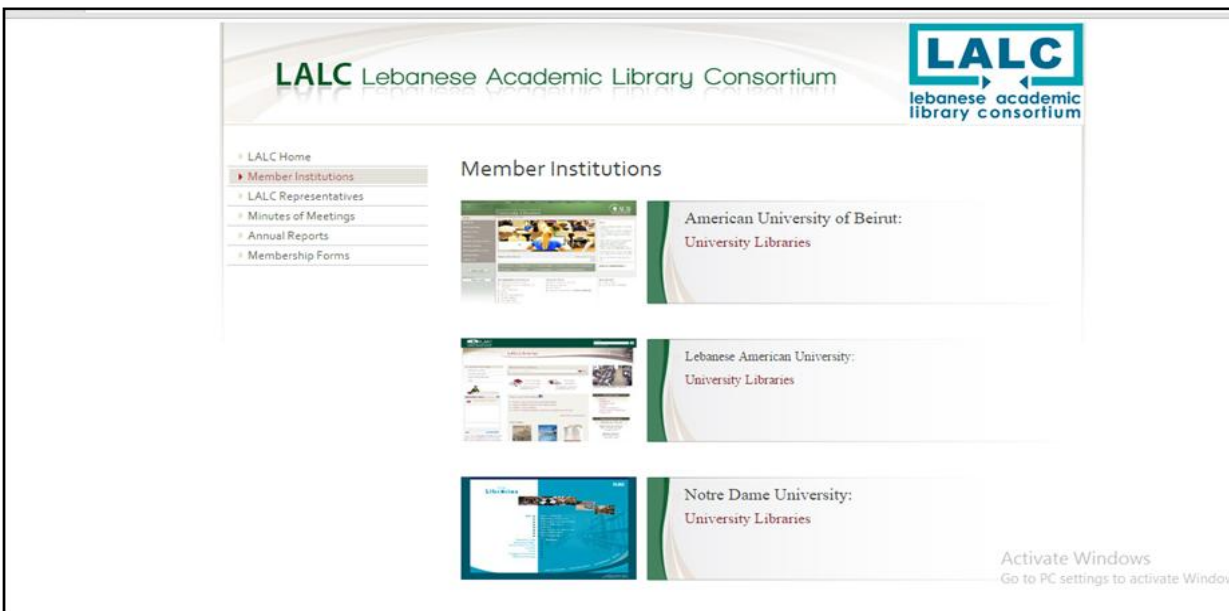 LALC Lebanese Academic Library Consortium
LALC
lebanese academic
library consortium
LALC Home
Member Institutions
LALC Representatives
Minutes of Meetings
Annual Reports
Membership Forms
Member Institutions
American University of Beirut:
University Libraries
Lebanese American University:
University Libraries
Notre Dame University:
University Libraries
Activate Windows
Go to PC settings to activate Window